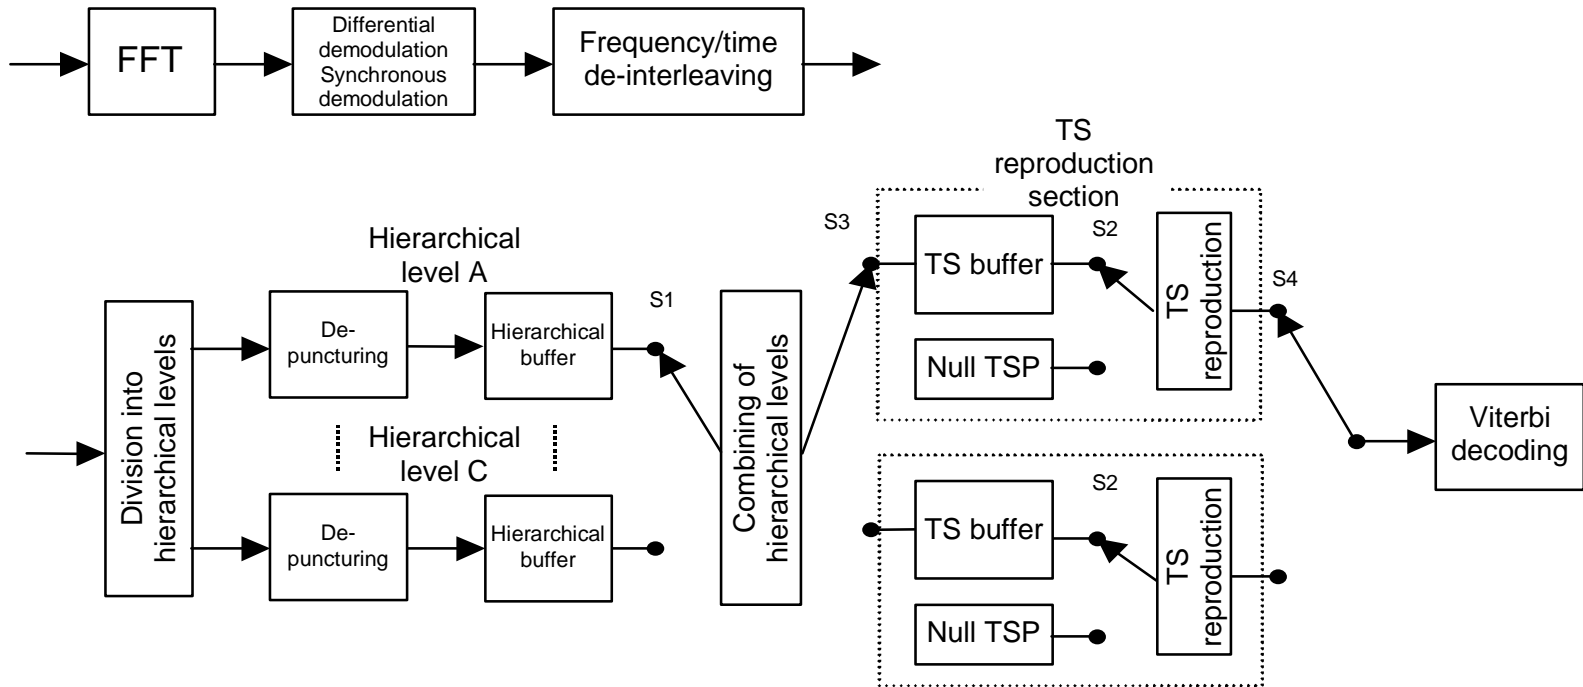 FFT
Differential
demodulation
Synchronous
demodulation
Frequency/time
de-interleaving
TS
reproduction
section
Hierarchical
level A
S1
S3
S2
S4
TS buffer
TS
reproduction
Null TSP
Division into
hierarchical levels
De-
puncturing
Hierarchical
buffer
Combining of
hierarchical levels
Hierarchical
level C
De-
puncturing
Hierarchical
buffer
S2
TS buffer
TS
reproduction
Null TSP
Viterbi
decoding